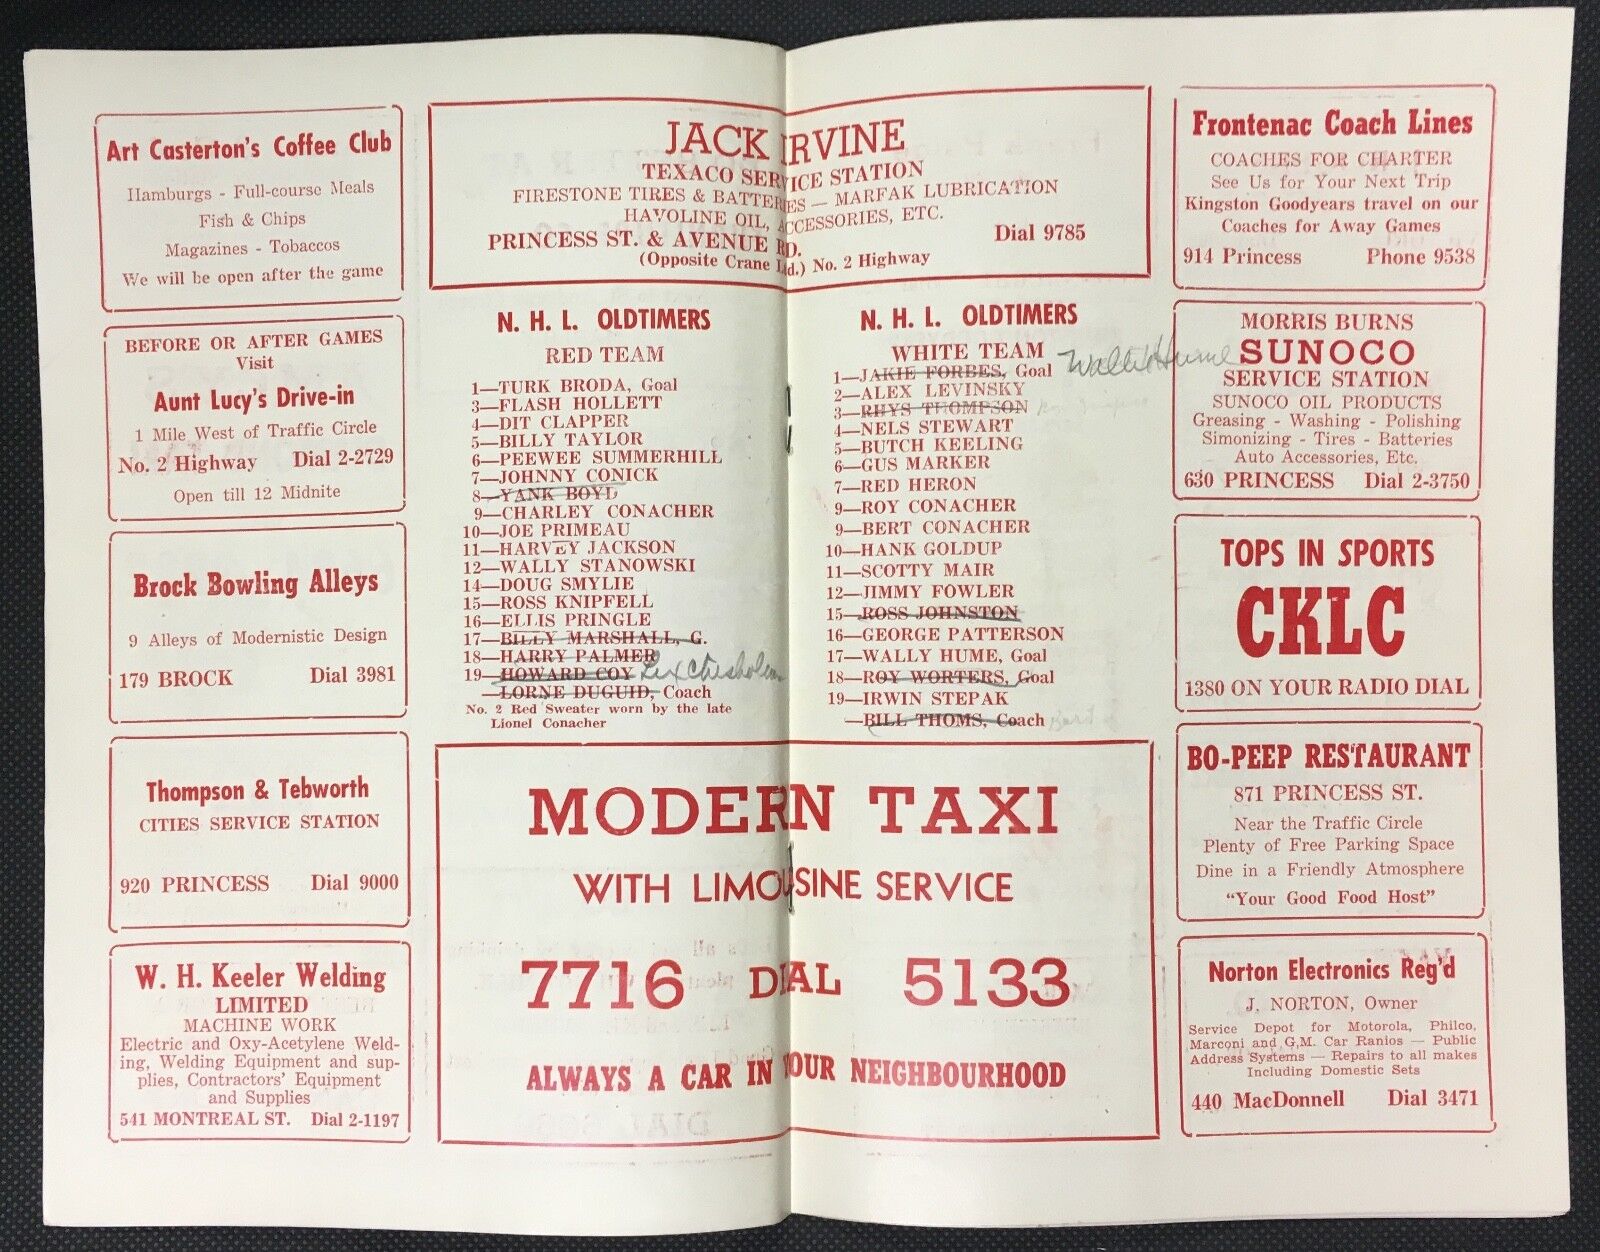 Art Casterton's Coffee Club
Hamburgs - Full-course Meals
Fish & Chips
Magazines - Tobaccos
We will be open after the game
BEFORE OR AFTER GAMES
Visit
Aunt Lucy's Drive-in
1 Mile West of Traffic Circle
No. 2 Highway Dial 2-2729
Open till 12 Midnite
Brock Bowling Alleys
9 Alleys of Modernistic Design
179 BROCK Dial 3981
Thompson & Tebworth
CITIES SERVICE STATION
920 PRINCESS Dial 9000
W. H. Keeler Welding
LIMITED
MACHINE WORK
Electric and Oxy-Acetylene Weld-
ing, Welding Equipment and sup-
plies, Contractors' Equipment
and Supplies
541 MONTREAL ST. Dial 2-1197
JACK IRVINE
TEXACO SERVICE STATION
FIRESTONE TIRES & BATTERIES — MARFAK LUBRICATION
HAVOLINE OIL, ACCESSORIES, ETC.
PRINCESS ST. & AVENUE RD. Dial 9785
(Opposite Crane Ltd.) No. 2 Highway
N. H. L. OLDTIMERS
RED TEAM
1—TURK BRODA, Goal
3—FLASH HOLLETT
4—DIT CLAPPER
5—BILLY TAYLOR
6—PEEWEE SUMMERHILL
7—JOHNNY CONICK
8—YANK BOYD
9—CHARLEY CONACHER
10—JOE PRIMEAU
11—HARVEY JACKSON
12—WALLY STANOWSKI
14—DOUG SMYLIE
15—ROSS KNIPFELL
16—ELLIS PRINGLE
17—BILLY MARSHALL, G.
18—HARRY PALMER
19—HOWARD COY Lex Chisholm
—LORNE DUGUID, Coach
No. 2 Red Sweater worn by the late
Lionel Conacher
N. H. L. OLDTIMERS
WHITE TEAM
1—JAKIE FORBES, Goal Walter Hume
2—ALEX LEVINSKY
3—RHYS THOMPSON
4—NELS STEWART
5—BUTCH KEELING
6—GUS MARKER
7—RED HERON
9—ROY CONACHER
9—BERT CONACHER
10—HANK GOLDUP
11—SCOTTY MAIR
12—JIMMY FOWLER
15—ROSS JOHNSTON
16—GEORGE PATTERSON
17—WALLY HUME, Goal
18—ROY WORTERS, Goal
19—IRWIN STEPAK
—BILL THOMS, Coach
MODERN TAXI
WITH LIMOUSINE SERVICE
7716 DIAL 5133
ALWAYS A CAR IN YOUR NEIGHBOURHOOD
Frontenac Coach Lines
COACHES FOR CHARTER
See Us for Your Next Trip
Kingston Goodyears travel on our
Coaches for Away Games
914 Princess Phone 9538
MORRIS BURNS
SUNOCO
SERVICE STATION
SUNOCO OIL PRODUCTS
Greasing - Washing - Polishing
Simonizing - Tires - Batteries
Auto Accessories, Etc.
630 PRINCESS Dial 2-3750
TOPS IN SPORTS
CKLC
1380 ON YOUR RADIO DIAL
BO-PEEP RESTAURANT
871 PRINCESS ST.
Near the Traffic Circle
Plenty of Free Parking Space
Dine in a Friendly Atmosphere
"Your Good Food Host"
Norton Electronics Reg'd
J. NORTON, Owner
Service Depot for Motorola, Philco,
Marconi and G.M. Car Ranios — Public
Address Systems — Repairs to all makes
Including Domestic Sets
440 MacDonnell Dial 3471